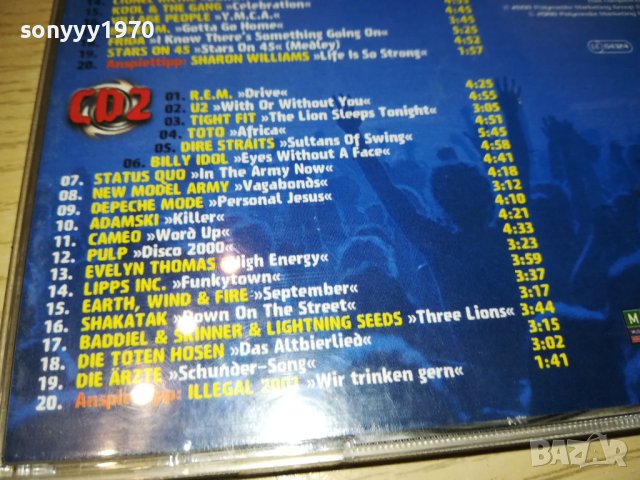 sonyyy1970
15. KOOL & THE GANG »Celebration«
PEOPLE »Y.M.C.A.«
»Gotta Go Home«
18. FRIDA »I Know There's Something Going On«
19. STARS ON 45 »Stars On 45« (Medley)
20. Anspieltipp: SHARON WILLIAMS »Life Is So Strong«
3:45
5:25
4:52
1:57
CD2
01. R.E.M. »Drive« 4:25
02. U2 »With Or Without You« 4:55
03. TIGHT FIT »The Lion Sleeps Tonight« 3:05
04. TOTO »Africa« 4:51
05. DIRE STRAITS »Sultans Of Swing« 5:45
06. BILLY IDOL »Eyes Without A Face« 4:58
07. STATUS QUO »In The Army Now« 4:41
08. NEW MODEL ARMY »Vagabonds« 4:18
09. DEPECHE MODE »Personal Jesus« 3:12
10. ADAMSKI »Killer« 4:10
11. CAMEO »Word Up« 4:21
12. PULP »Disco 2000« 4:33
13. EVELYN THOMAS »High Energy« 3:23
14. LIPPS INC. »Funkytown« 3:59
15. EARTH, WIND & FIRE »September« 3:37
16. SHAKATAK »Down On The Street« 3:17
17. BADDIEL & SKINNER & LIGHTNING SEEDS »Three Lions« 3:44
18. DIE TOTEN HOSEN »Das Altbierlied« 3:15
19. DIE ÄRZTE »Schunder-Song« 3:02
20. Anspieltipp: ILLEGAL 2001 »Wir trinken gern« 1:41
BAZAR